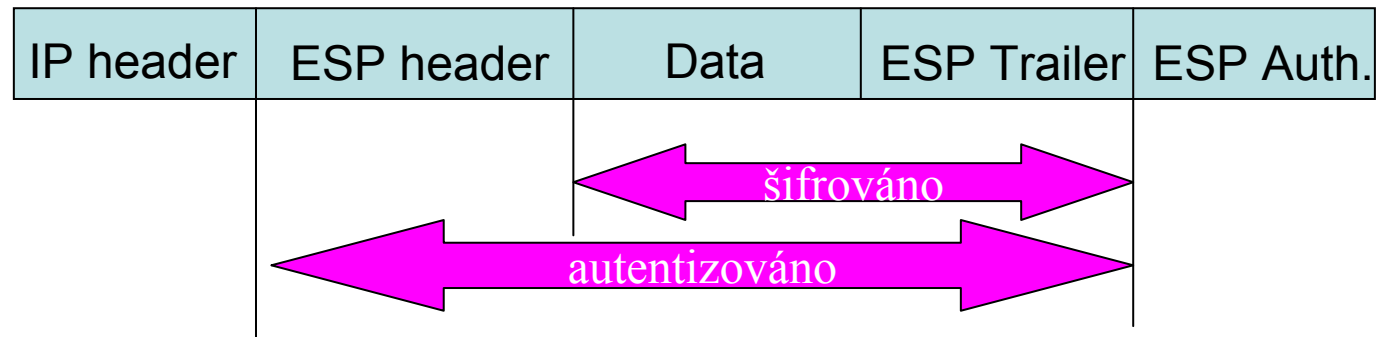 IP header ESP header Data ESP Trailer ESP Auth.
šifrováno
autentizováno